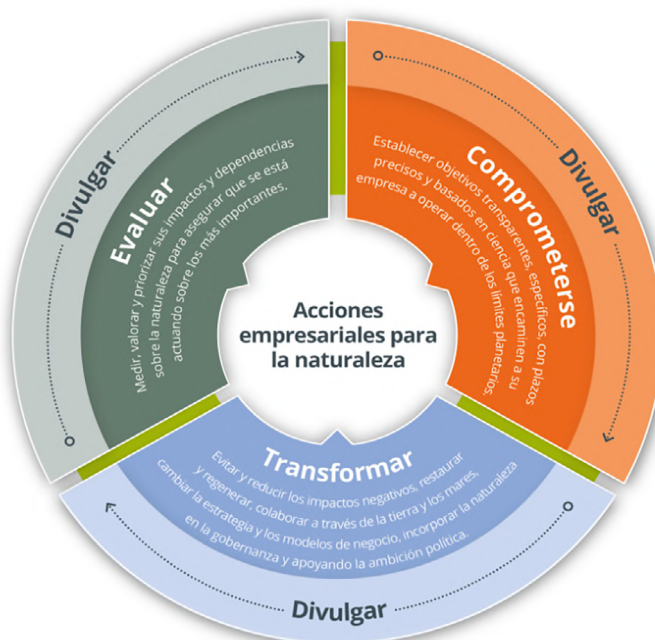 Acciones
empresariales para
la naturaleza
Divulgar
Evaluar
Medir, valorar y priorizar sus impactos y dependencias
sobre la naturaleza para asegurar que se está
actuando sobre los más importantes.
Divulgar
Comprometerse
Establecer objetivos transparentes, específicos, con plazos
precisos y basados en ciencia que encaminen a su
empresa a operar dentro de los límites planetarios.
Transformar
Evitar y reducir los impactos negativos, restaurar
y regenerar, colaborar a través de la tierra y los mares,
cambiar la estrategia y los modelos de negocio, incorporar la naturaleza
en la gobernanza y apoyando la ambición política.
Divulgar